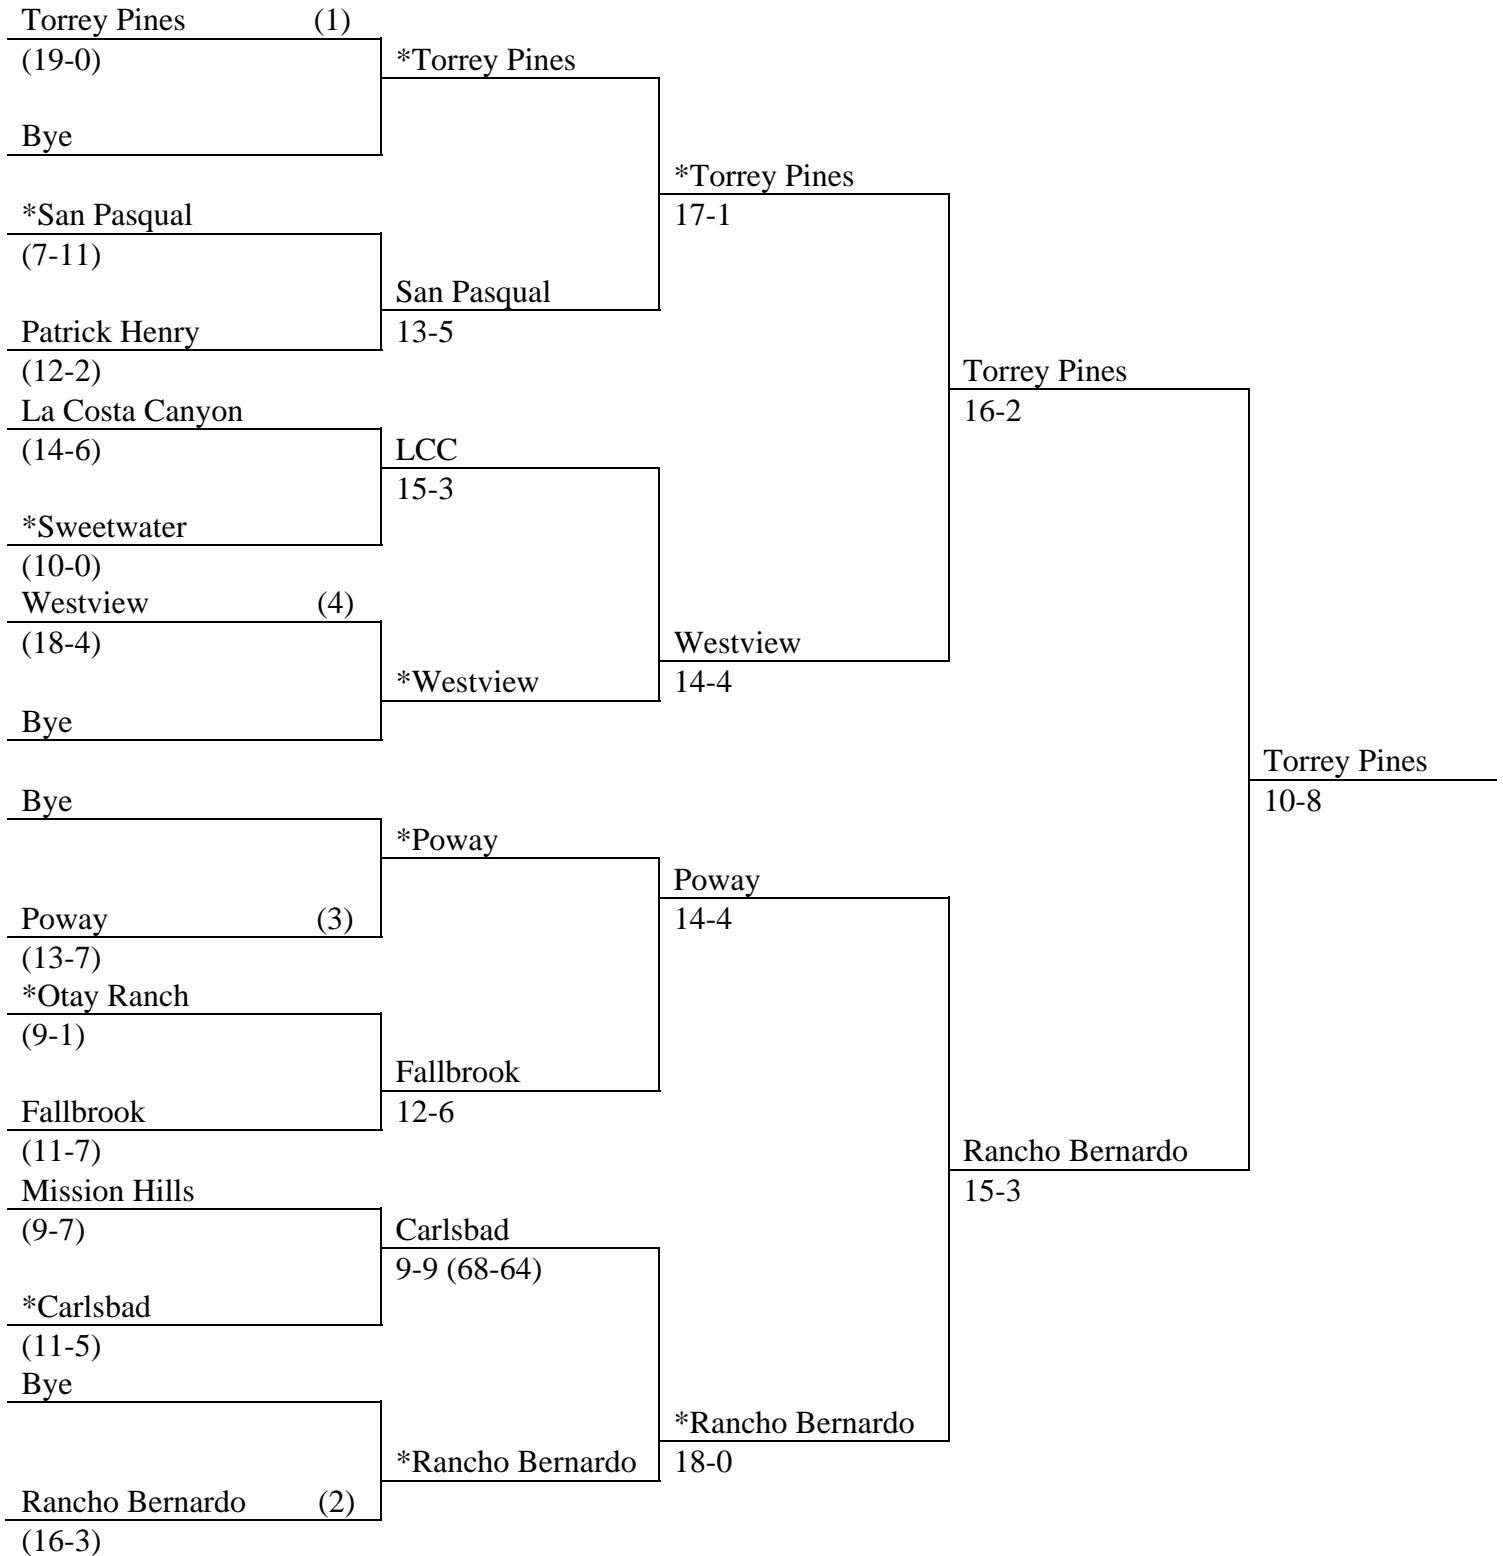 Torrey Pines (1)
(19-0)
Bye
*San Pasqual
(7-11)
Patrick Henry
(12-2)
La Costa Canyon
(14-6)
*Sweetwater
(10-0)
Westview (4)
(18-4)
Bye
Bye
Poway (3)
(13-7)
*Otay Ranch
(9-1)
Fallbrook
(11-7)
Mission Hills
(9-7)
*Carlsbad
(11-5)
Bye
Rancho Bernardo (2)
(16-3)
*Torrey Pines
San Pasqual
13-5
LCC
15-3
*Westview
*Poway
Fallbrook
12-6
Carlsbad
9-9 (68-64)
*Rancho Bernardo
*Torrey Pines
17-1
Westview
14-4
Poway
14-4
*Rancho Bernardo
18-0
Torrey Pines
16-2
Rancho Bernardo
15-3
Torrey Pines
10-8